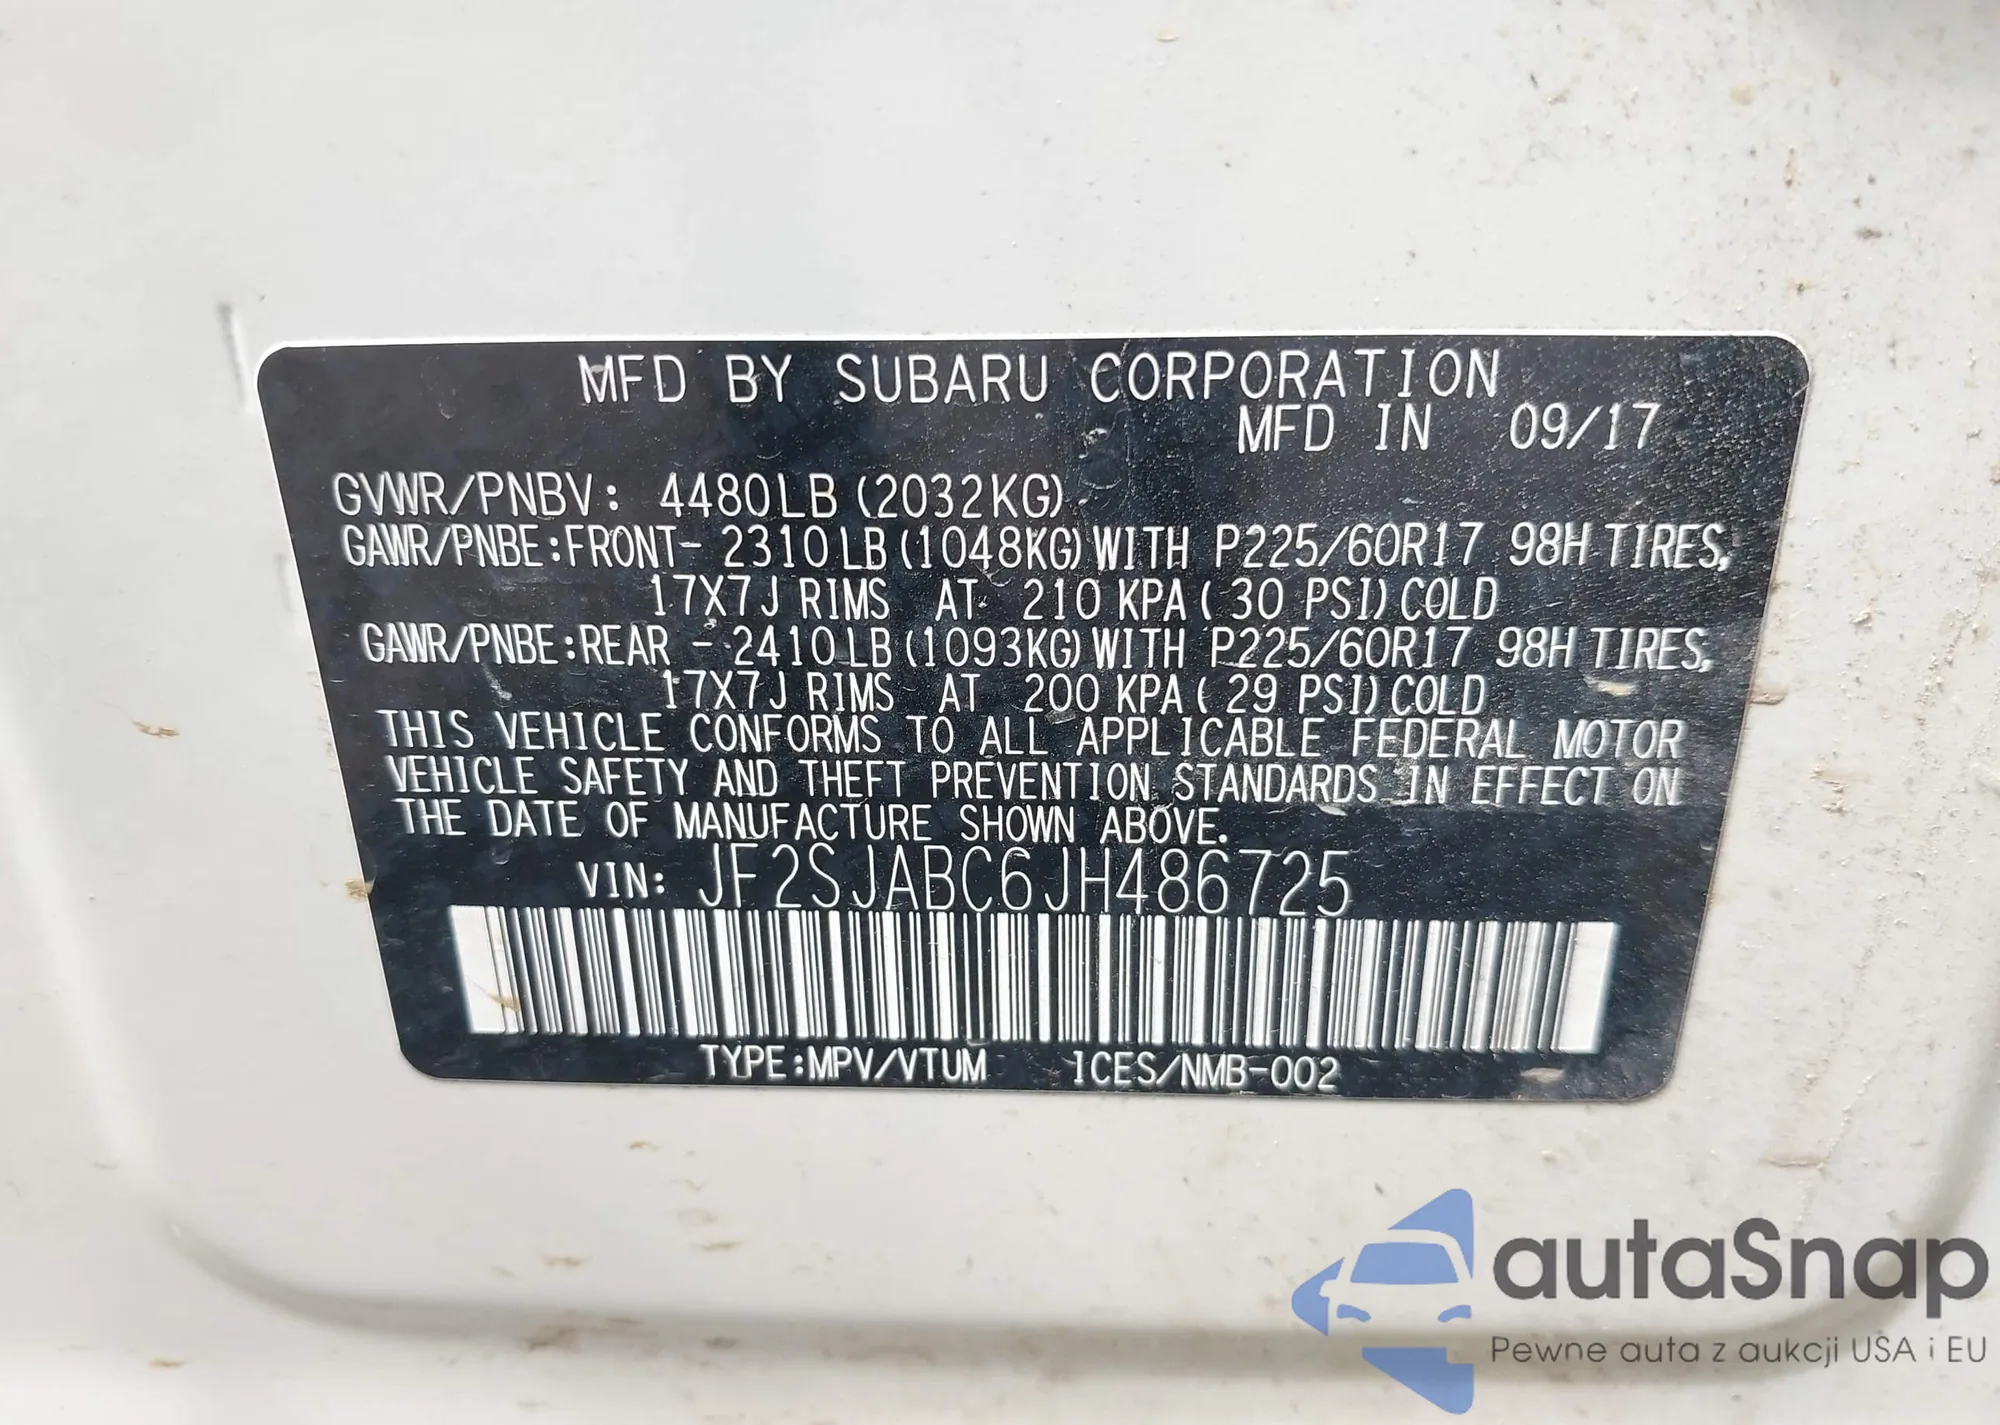 MFD BY SUBARU CORPORATION
MFD IN 09/17
GVWR/PNBV: 4480LB (2032KG)
GAWR/PNBE:FRONT- 2310LB (1048KG) WITH P225/60R17 98H TIRES,
17X7J RIMS AT 210 KPA ( 30 PSI) COLD
GAWR/PNBE:REAR - 2410LB (1093KG) WITH P225/60R17 98H TIRES,
17X7J RIMS AT 200 KPA ( 29 PSI) COLD
THIS VEHICLE CONFORMS TO ALL APPLICABLE FEDERAL MOTOR
VEHICLE SAFETY AND THEFT PREVENTION STANDARDS IN EFFECT ON
THE DATE OF MANUFACTURE SHOWN ABOVE.
VIN: JF2SJABC6JH486725
TYPE:MPV/VTUM ICES/NMB-002
autaSnap
Pewne auta z aukcji USA i EU